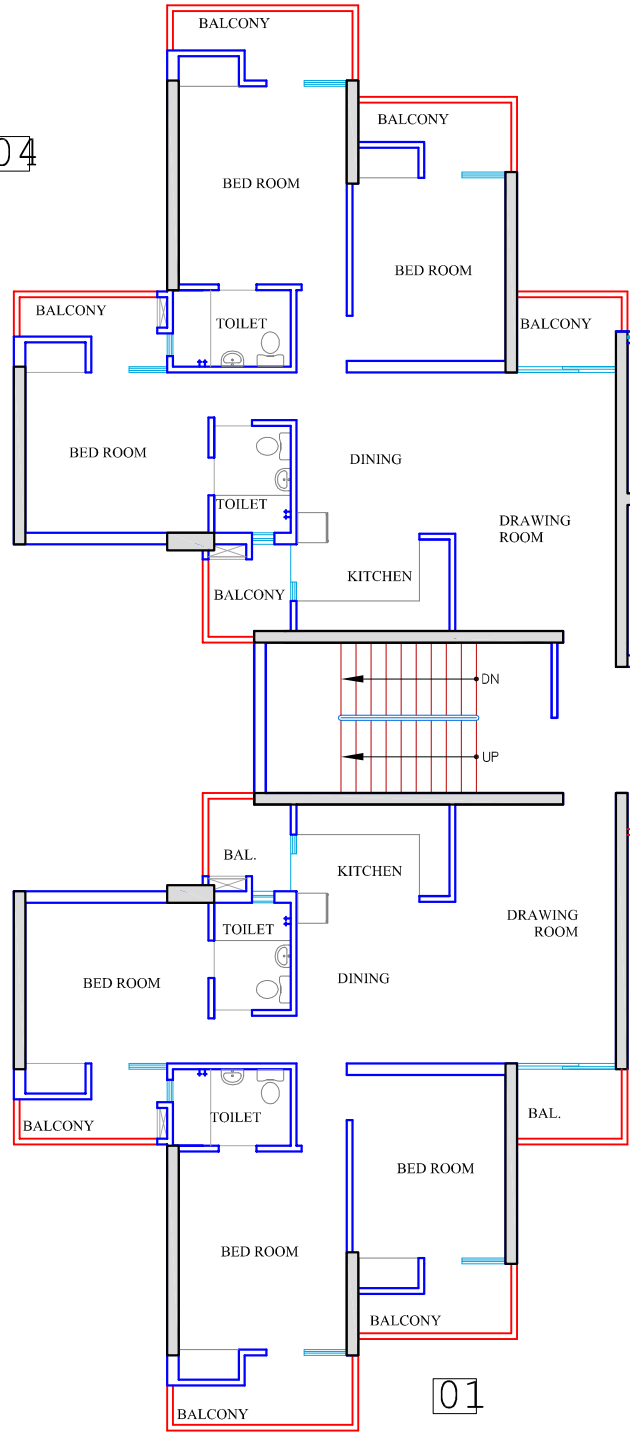 BALCONY
BALCONY
04
BED ROOM
BED ROOM
BALCONY
TOILET
BALCONY
BED ROOM
DINING
TOILET
DRAWING
ROOM
KITCHEN
BALCONY
DN
UP
BAL.
KITCHEN
TOILET
DRAWING
ROOM
BED ROOM
DINING
BALCONY
TOILET
BAL.
BED ROOM
BED ROOM
BALCONY
BALCONY
01